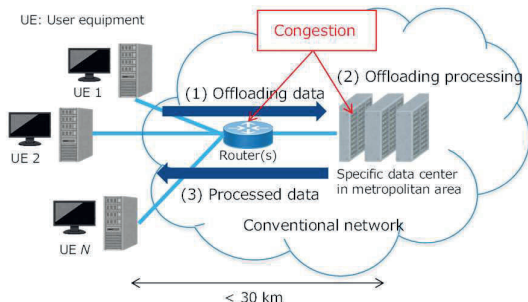 UE: User equipment
Congestion
(2) Offloading processing
UE 1
(1) Offloading data
UE 2
Router(s)
Specific data center
in metropolitan area
(3) Processed data
Conventional network
UE N
< 30 km